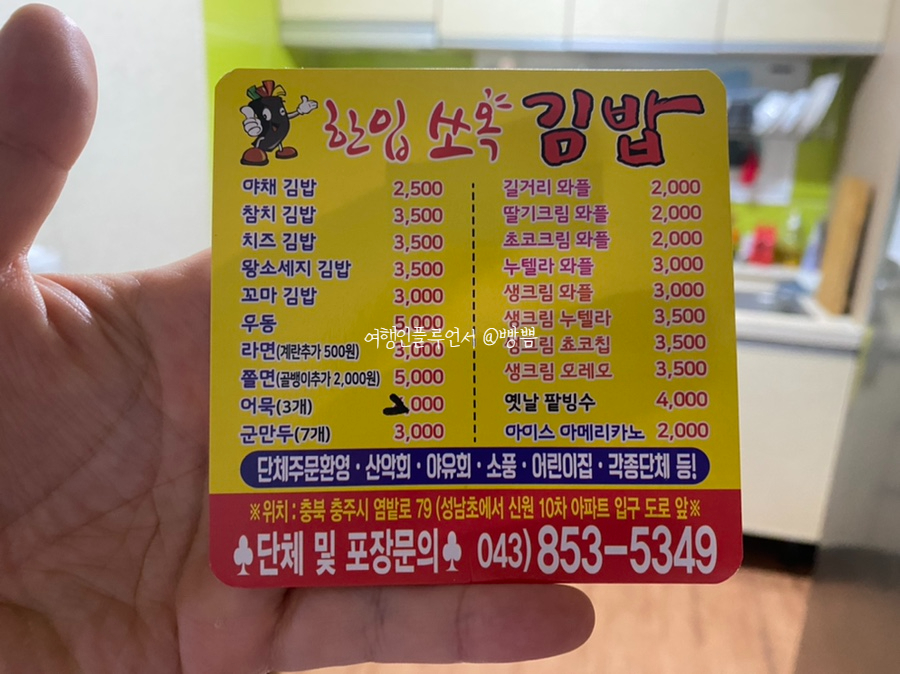 한입 쏘옥 김밥
야채 김밥 2,500
참치 김밥 3,500
치즈 김밥 3,500
왕소세지 김밥 3,500
꼬마 김밥 3,000
우동 5,000
라면(계란추가 500원) 3,000
쫄면(골뱅이추가 2,000원) 5,000
어묵(3개) 2,000
군만두(7개) 3,000
길거리 와플 2,000
딸기크림 와플 2,000
초코크림 와플 2,000
누텔라 와플 3,000
생크림 와플 3,000
생크림 누텔라 3,500
생크림 초코칩 3,500
생크림 오레오 3,500
옛날 팥빙수 4,000
아이스 아메리카노 2,000
여행인플루언서 @빵쁨
단체주문환영·산악회·야유회·소풍·어린이집·각종단체 등!
※위치 : 충북 충주시 염밭로 79 (성남초에서 신원 10차 아파트 입구 도로 앞※
♣단체 및 포장문의♣ 043) 853-5349